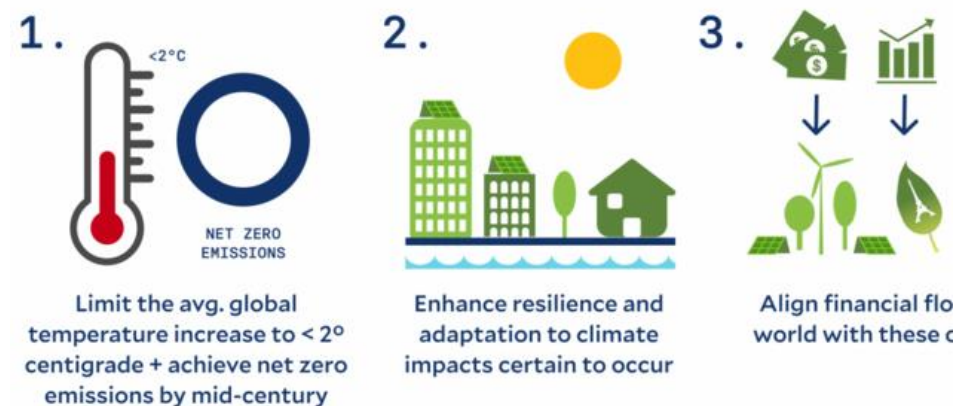 1.
<2°C
NET ZERO
EMISSIONS
Limit the avg. global
temperature increase to < 2°
centigrade + achieve net zero
emissions by mid-century
2.
Enhance resilience and
adaptation to climate
impacts certain to occur
3.
$
Align financial flo
world with these